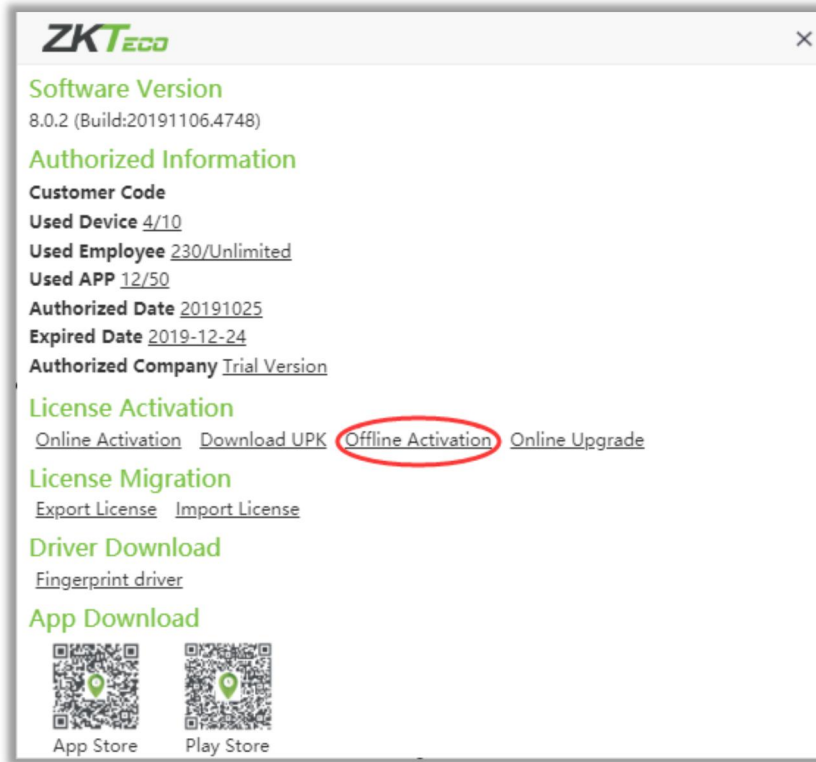 ZKTECO
Software Version
8.0.2 (Build:20191106.4748)
Authorized Information
Customer Code
Used Device 4/10
Used Employee 230/Unlimited
Used APP 12/50
Authorized Date 20191025
Expired Date 2019-12-24
Authorized Company Trial Version
License Activation
Online Activation Download UPK Offline Activation Online Upgrade
License Migration
Export License Import License
Driver Download
Fingerprint driver
App Download
App Store Play Store